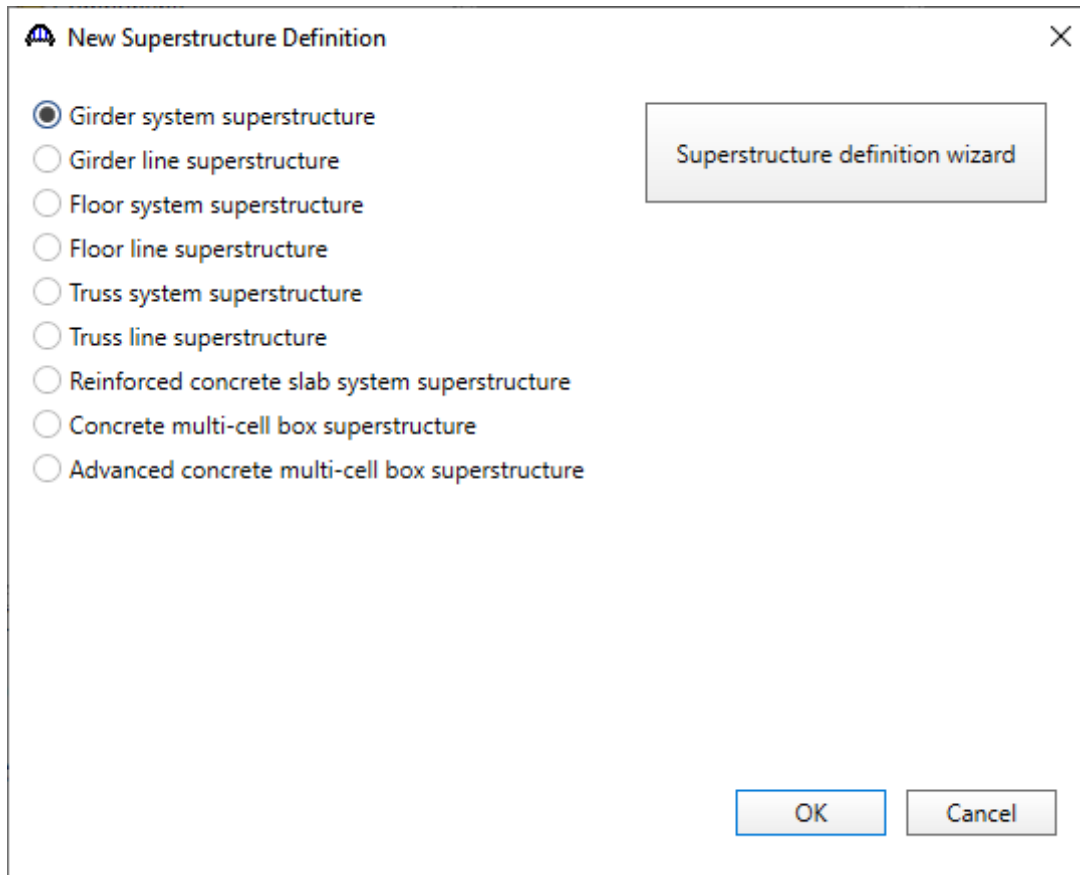 New Superstructure Definition
Girder system superstructure
Superstructure definition wizard
Girder line superstructure
Floor system superstructure
Floor line superstructure
Truss system superstructure
Truss line superstructure
Reinforced concrete slab system superstructure
Concrete multi-cell box superstructure
Advanced concrete multi-cell box superstructure
OK
Cancel